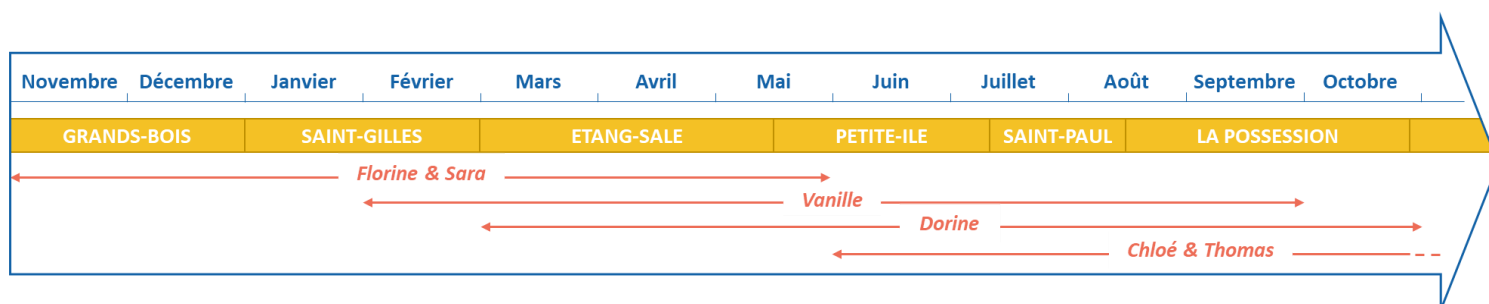 Novembre Décembre Janvier Février Mars Avril Mai Juin Juillet Août Septembre Octobre
GRANDS-BOIS SAINT-GILLES ETANG-SALE PETITE-ILE SAINT-PAUL LA POSSESSION
Florine & Sara
Vanille
Dorine
Chloé & Thomas